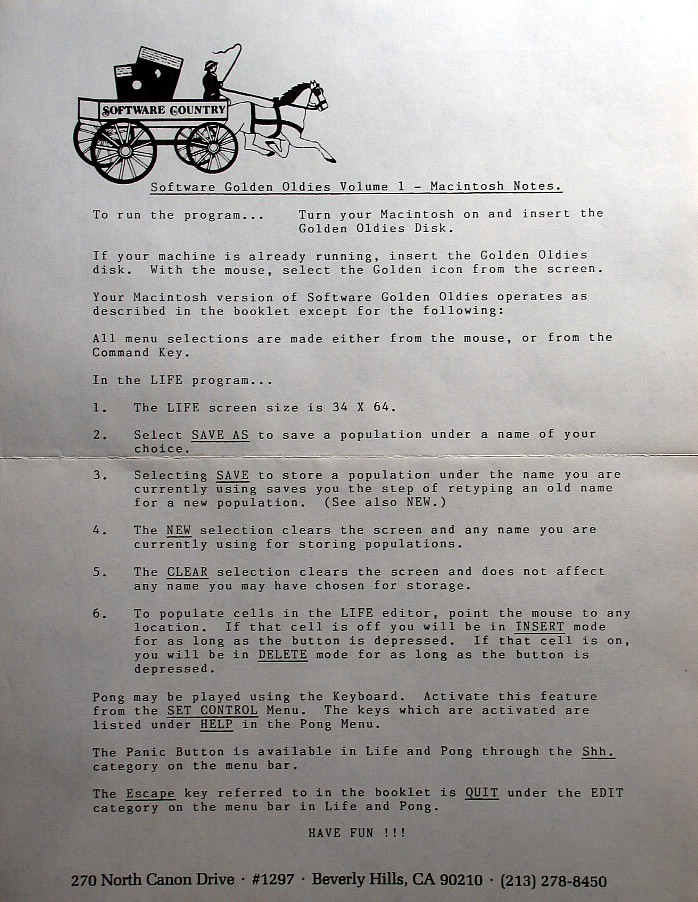 SOFTWARE COUNTRY
Software Golden Oldies Volume 1 - Macintosh Notes.
To run the program... Turn your Macintosh on and insert the
Golden Oldies Disk.
If your machine is already running, insert the Golden Oldies
disk. With the mouse, select the Golden icon from the screen.
Your Macintosh version of Software Golden Oldies operates as
described in the booklet except for the following:
All menu selections are made either from the mouse, or from the
Command Key.
In the LIFE program...
1. The LIFE screen size is 34 X 64.
2. Select SAVE AS to save a population under a name of your
choice.
3. Selecting SAVE to store a population under the name you are
currently using saves you the step of retyping an old name
for a new population. (See also NEW.)
4. The NEW selection clears the screen and any name you are
currently using for storing populations.
5. The CLEAR selection clears the screen and does not affect
any name you may have chosen for storage.
6. To populate cells in the LIFE editor, point the mouse to any
location. If that cell is off you will be in INSERT mode
for as long as the button is depressed. If that cell is on,
you will be in DELETE mode for as long as the button is
depressed.
Pong may be played using the Keyboard. Activate this feature
from the SET CONTROL Menu. The keys which are activated are
listed under HELP in the Pong Menu.
The Panic Button is available in Life and Pong through the Shh.
category on the menu bar.
The Escape key referred to in the booklet is QUIT under the EDIT
category on the menu bar in Life and Pong.
HAVE FUN !!!
270 North Canon Drive · #1297 · Beverly Hills, CA 90210 · (213) 278-8450